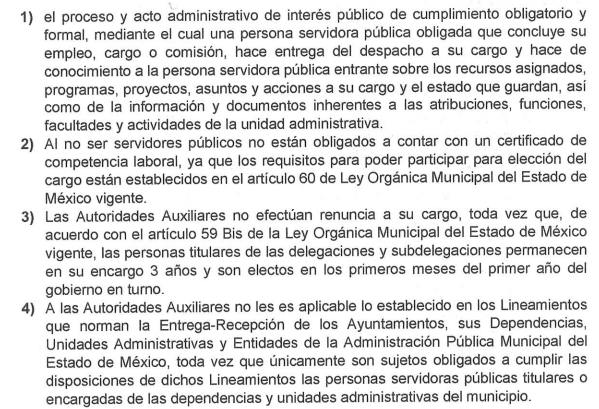 1) el proceso y acto administrativo de interés público de cumplimiento obligatorio y
formal, mediante el cual una persona servidora pública obligada que concluye su
empleo, cargo o comisión, hace entrega del despacho a su cargo y hace de
conocimiento a la persona servidora pública entrante sobre los recursos asignados,
programas, proyectos, asuntos y acciones a su cargo y el estado que guardan, así
como de la información y documentos inherentes a las atribuciones, funciones,
facultades y actividades de la unidad administrativa.
2) Al no ser servidores públicos no están obligados a contar con un certificado de
competencia laboral, ya que los requisitos para poder participar para elección del
cargo están establecidos en el artículo 60 de Ley Orgánica Municipal del Estado de
México vigente.
3) Las Autoridades Auxiliares no efectúan renuncia a su cargo, toda vez que, de
acuerdo con el artículo 59 Bis de la Ley Orgánica Municipal del Estado de México
vigente, las personas titulares de las delegaciones y subdelegaciones permanecen
en su encargo 3 años y son electos en los primeros meses del primer año del
gobierno en turno.
4) A las Autoridades Auxiliares no les es aplicable lo establecido en los Lineamientos
que norman la Entrega-Recepción de los Ayuntamientos, sus Dependencias,
Unidades Administrativas y Entidades de la Administración Pública Municipal del
Estado de México, toda vez que únicamente son sujetos obligados a cumplir las
disposiciones de dichos Lineamientos las personas servidoras públicas titulares o
encargadas de las dependencias y unidades administrativas del municipio.